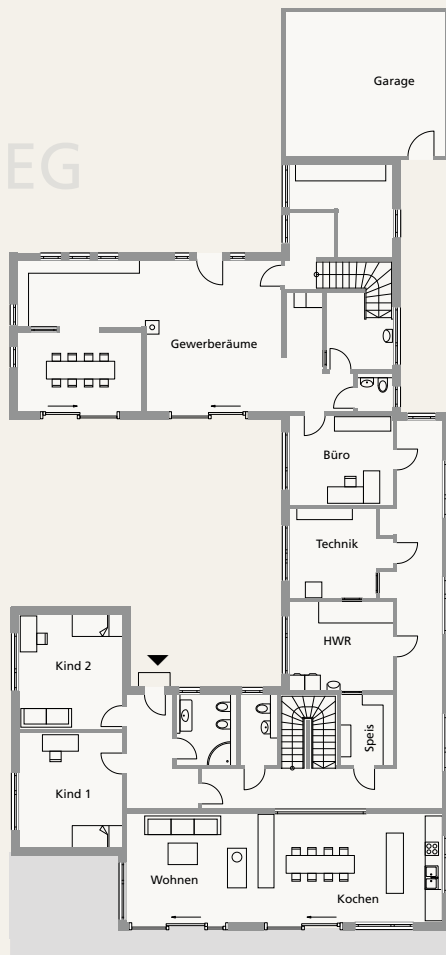 Garage
EG
Gewerberäume
Büro
Technik
HWR
Kind 2
Speis
Kind 1
Wohnen
Kochen